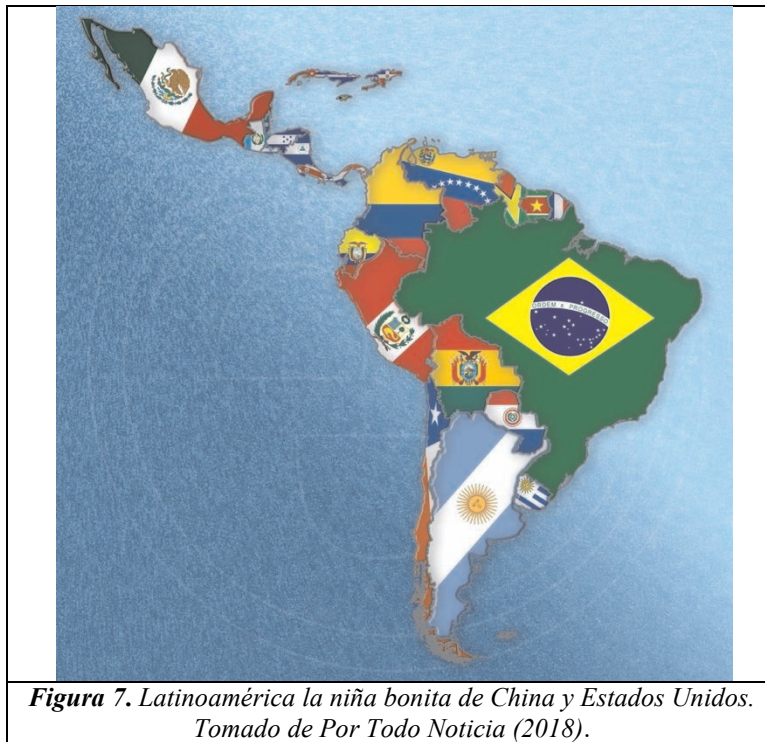 ORDEM E PROGRESSO
Figura 7. Latinoamérica la niña bonita de China y Estados Unidos.
Tomado de Por Todo Noticia (2018).